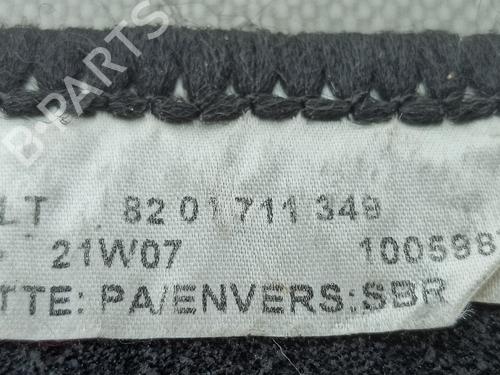 B-PARTS
LT 82 01 711 349
21W07 100598
TTE: PA/ENVERS:SBR